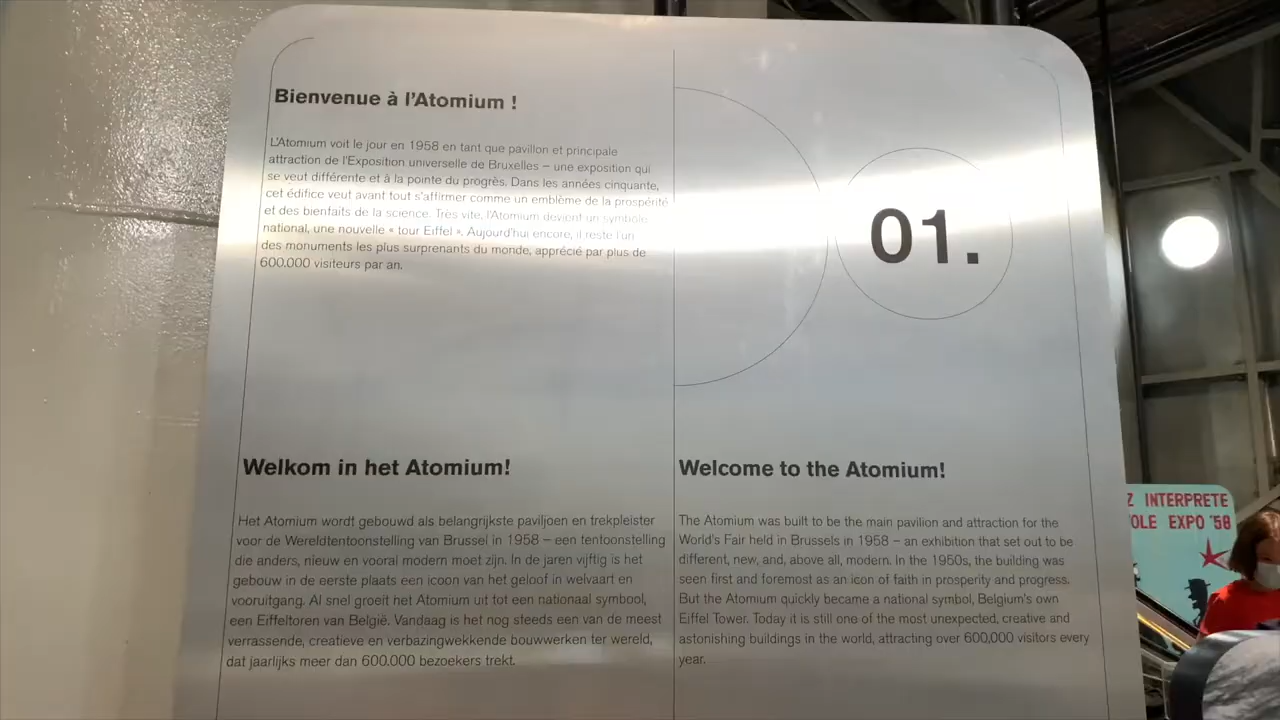 Bienvenue à l'Atomium !
L'Atomium voit le jour en 1958 en tant que pavillon et principale
attraction de l'Exposition universelle de Bruxelles – une exposition qui
se veut différente et à la pointe du progrès. Dans les années cinquante,
cet édifice veut avant tout s'affirmer comme un emblème de la prospérité
et des bienfaits de la science. Très vite, l'Atomium devient un symbole
national, une nouvelle « tour Eiffel ». Aujourd'hui encore, il reste l'un
des monuments les plus surprenants du monde, apprécié par plus de
600.000 visiteurs par an.
01.
Welkom in het Atomium!
Het Atomium wordt gebouwd als belangrijkste paviljoen en trekpleister
voor de Wereldtentoonstelling van Brussel in 1958 – een tentoonstelling
die anders, nieuw en vooral modern moet zijn. In de jaren vijftig is het
gebouw in de eerste plaats een icoon van het geloof in welvaart en
vooruitgang. Al snel groeit het Atomium uit tot een nationaal symbool,
een Eiffeltoren van België. Vandaag is het nog steeds een van de meest
verrassende, creatieve en verbazingwekkende bouwwerken ter wereld,
dat jaarlijks meer dan 600.000 bezoekers trekt.
Welcome to the Atomium!
The Atomium was built to be the main pavilion and attraction for the
World's Fair held in Brussels in 1958 – an exhibition that set out to be
different, new, and, above all, modern. In the 1950s, the building was
seen first and foremost as an icon of faith in prosperity and progress.
But the Atomium quickly became a national symbol, Belgium's own
Eiffel Tower. Today it is still one of the most unexpected, creative and
astonishing buildings in the world, attracting over 600,000 visitors every
year.
Z INTERPRETE
OLE EXPO '58